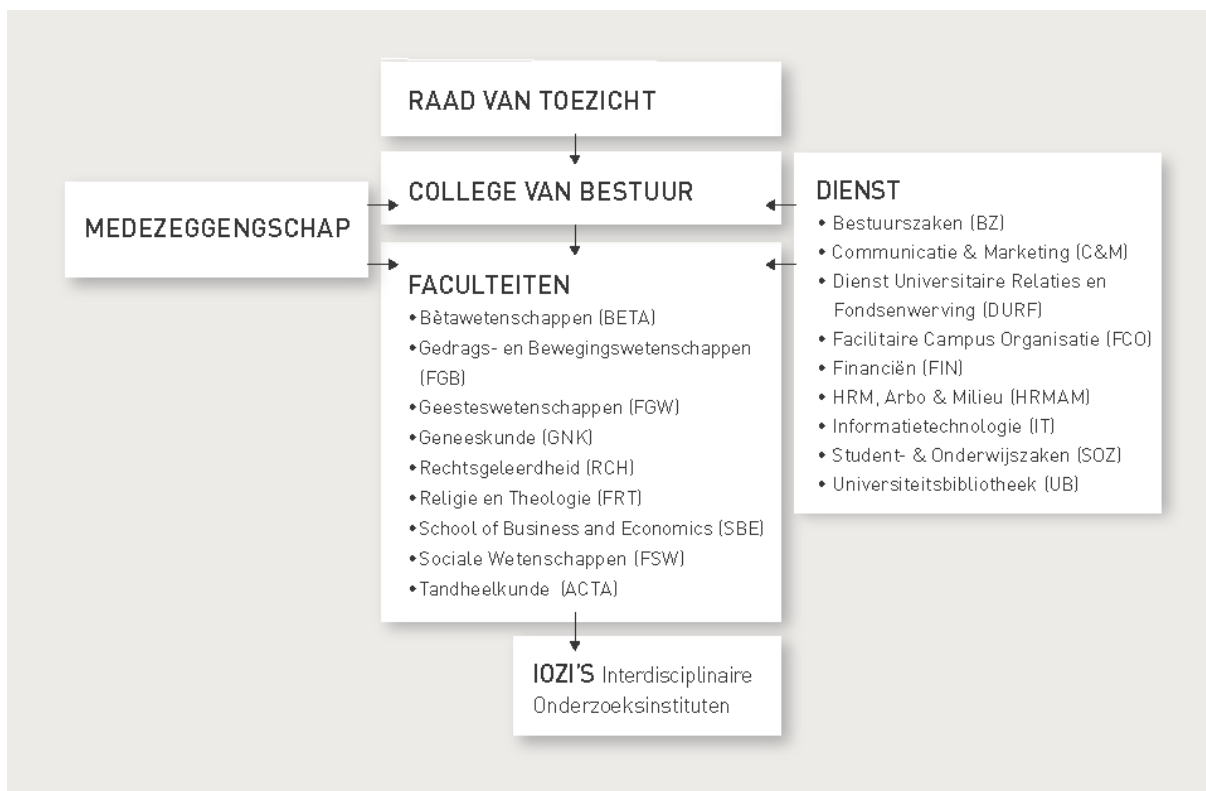 RAAD VAN TOEZICHT
COLLEGE VAN BESTUUR
MEDEZEGGENGSCHAP
FACULTEITEN
• Bètawetenschappen (BETA)
• Gedrags- en Bewegingswetenschappen
(FGB)
• Geesteswetenschappen (FGW)
• Geneeskunde (GNK)
• Rechtsgeleerdheid (RCH)
• Religie en Theologie (FRT)
• School of Business and Economics (SBE)
• Sociale Wetenschappen (FSW)
• Tandheelkunde (ACTA)
DIENST
• Bestuurszaken (BZ)
• Communicatie & Marketing (C&M)
• Dienst Universitaire Relaties en
Fondsenwerving (DURF)
• Facilitaire Campus Organisatie (FCO)
• Financiën (FIN)
• HRM, Arbo & Milieu (HRMAM)
• Informatietechnologie (IT)
• Student- & Onderwijszaken (SOZ)
• Universiteitsbibliotheek (UB)
IOZI'S Interdisciplinaire
Onderzoeksinstituten